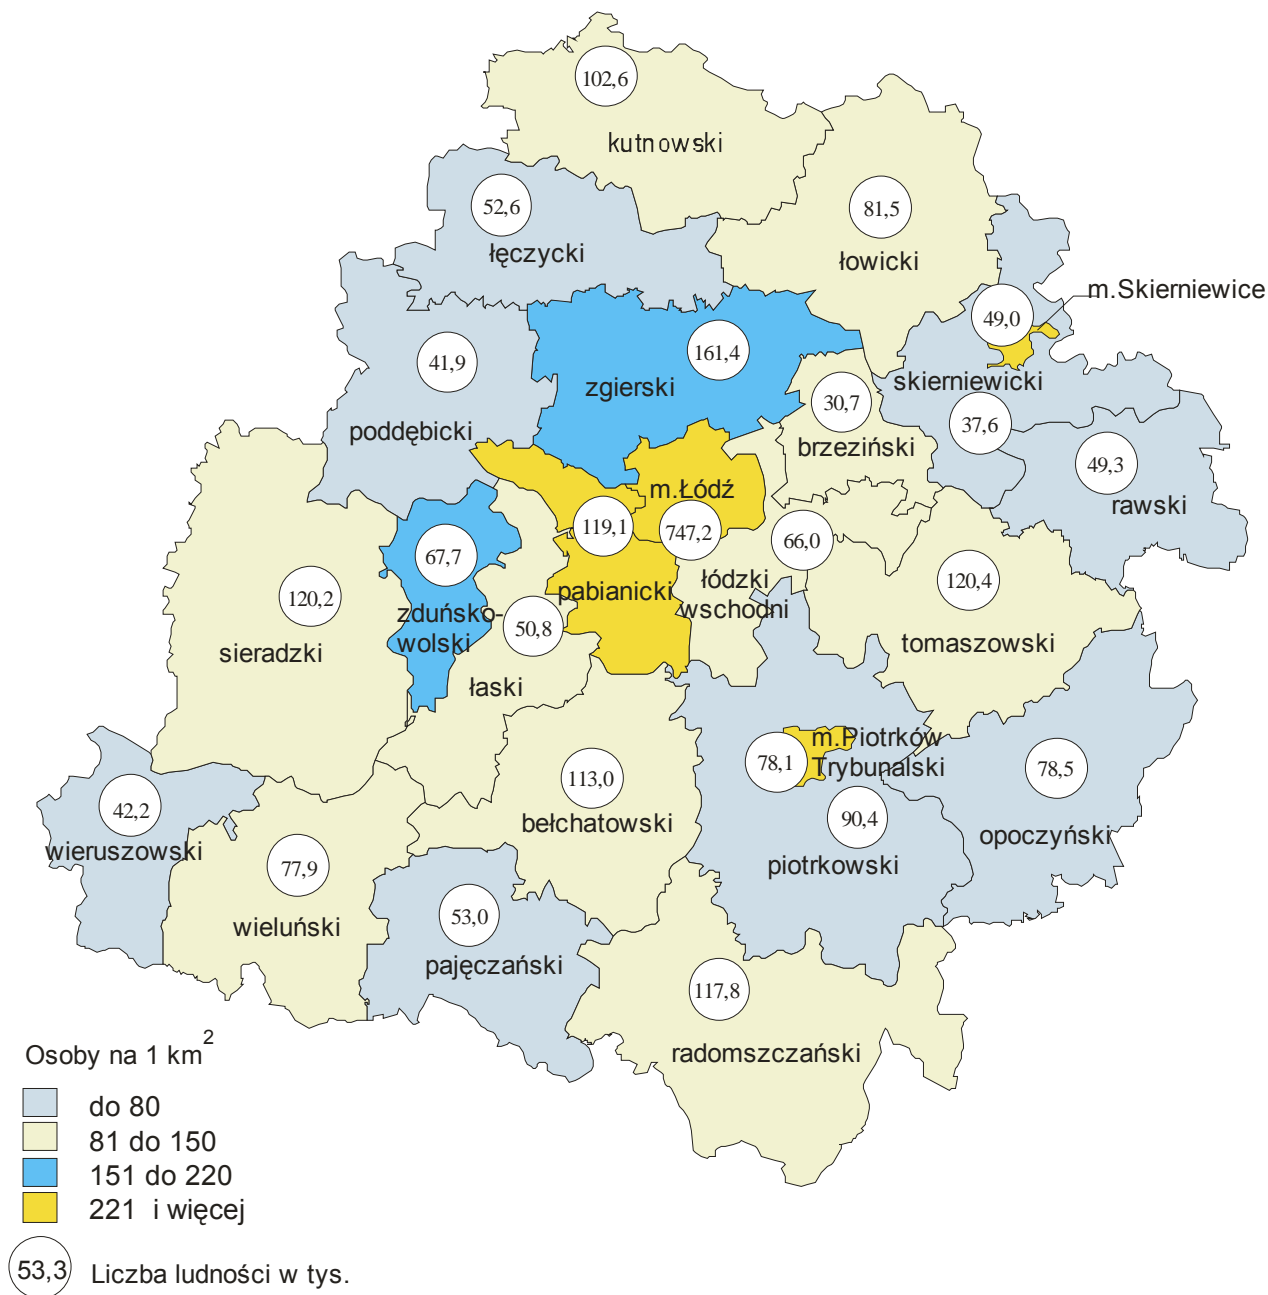 102,6
kutnowski
52,6
łęczycki
81,5
łowicki
m.Skierniewice
49,0
41,9
poddębicki
161,4
zgierski
skierniewicki
30,7
brzeziński
37,6
49,3
rawski
m.Łódź
119,1
747,2
66,0
67,7
zduńsko-
wolski
120,2
sieradzki
50,8
łaski
pabianicki
łódzki
wschodni
120,4
tomaszowski
m.Piotrków
Trybunalski
78,1
113,0
bełchatowski
90,4
piotrkowski
78,5
opoczyński
42,2
wieruszowski
77,9
wieluński
53,0
pajęczański
117,8
radomszczański
Osoby na 1 km²
do 80
81 do 150
151 do 220
221 i więcej
53,3 Liczba ludności w tys.